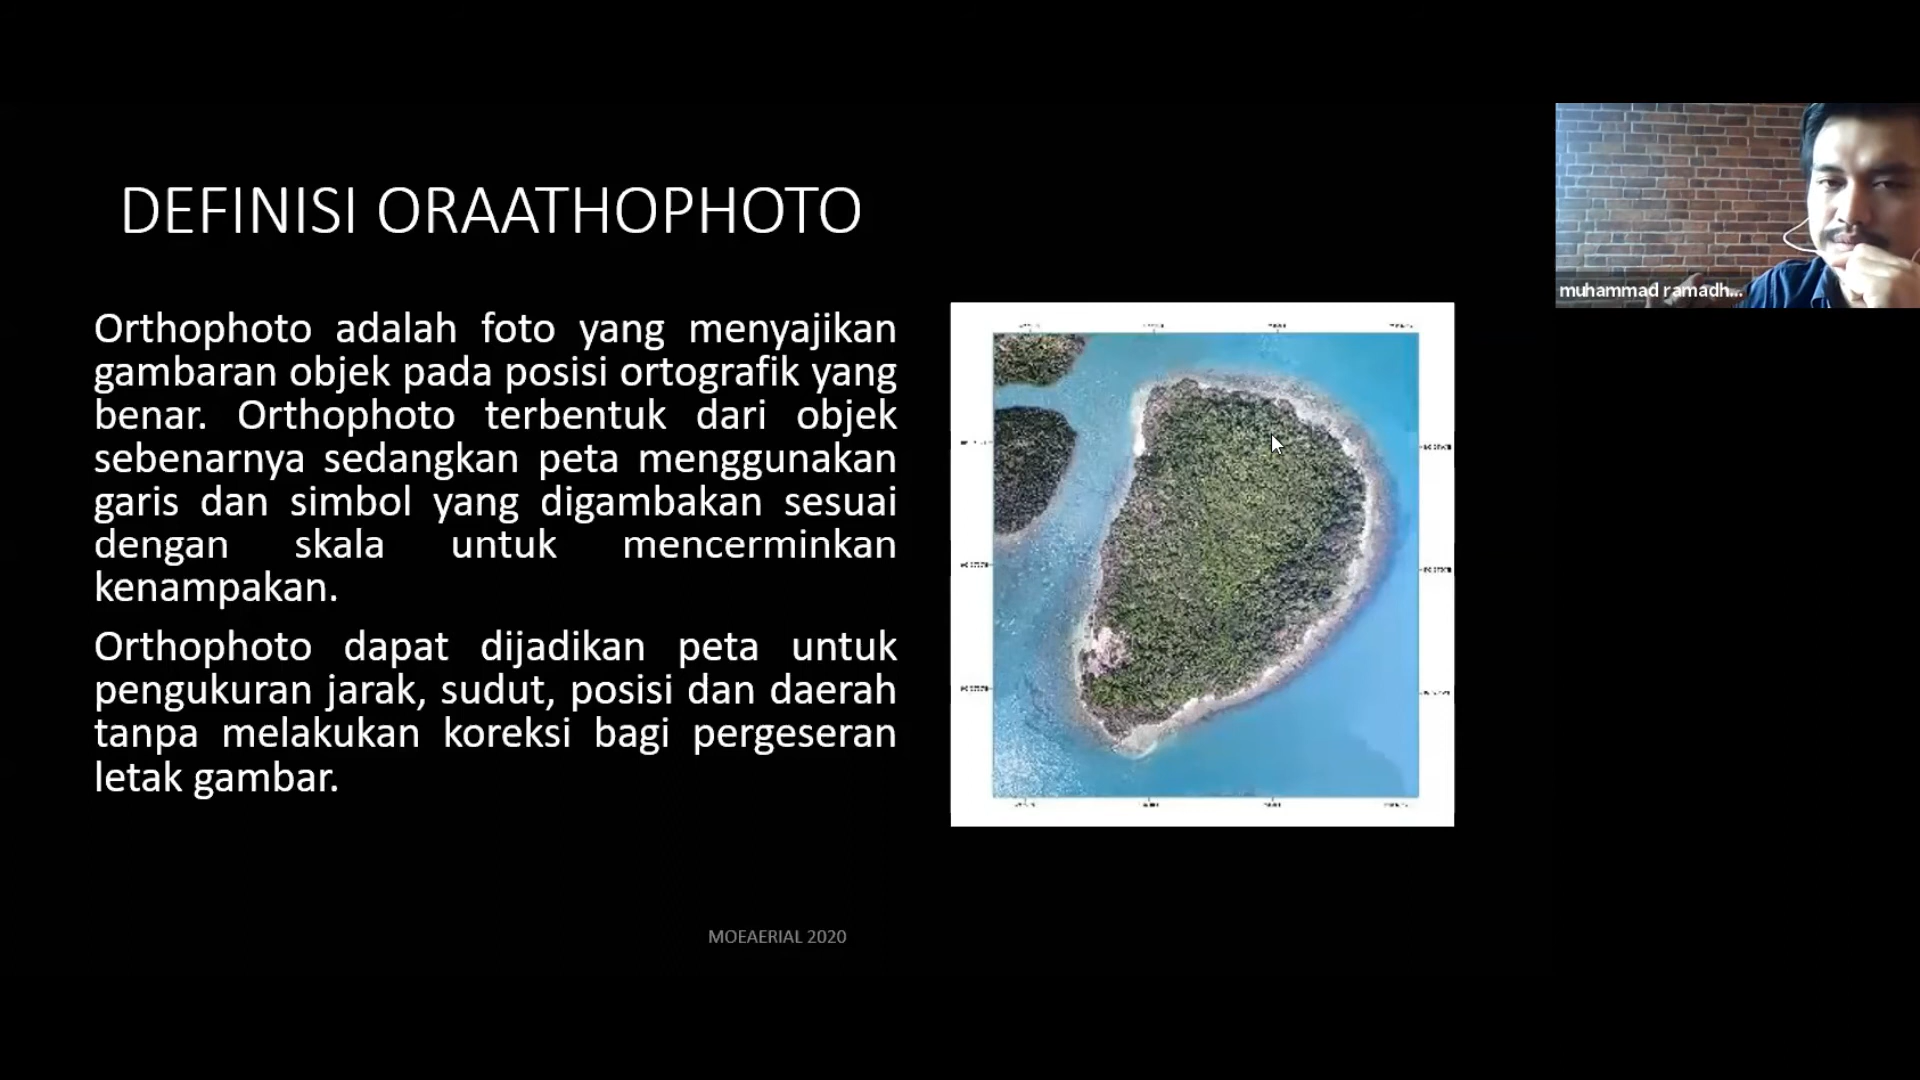 DEFINISI ORAATHOPHOTO
muhammad ramadh...
Orthophoto adalah foto yang menyajikan
gambaran objek pada posisi ortografik yang
benar. Orthophoto terbentuk dari objek
sebenarnya sedangkan peta menggunakan
garis dan simbol yang digambakan sesuai
dengan skala untuk mencerminkan
kenampakan.
Orthophoto dapat dijadikan peta untuk
pengukuran jarak, sudut, posisi dan daerah
tanpa melakukan koreksi bagi pergeseran
letak gambar.
MOEAERIAL 2020